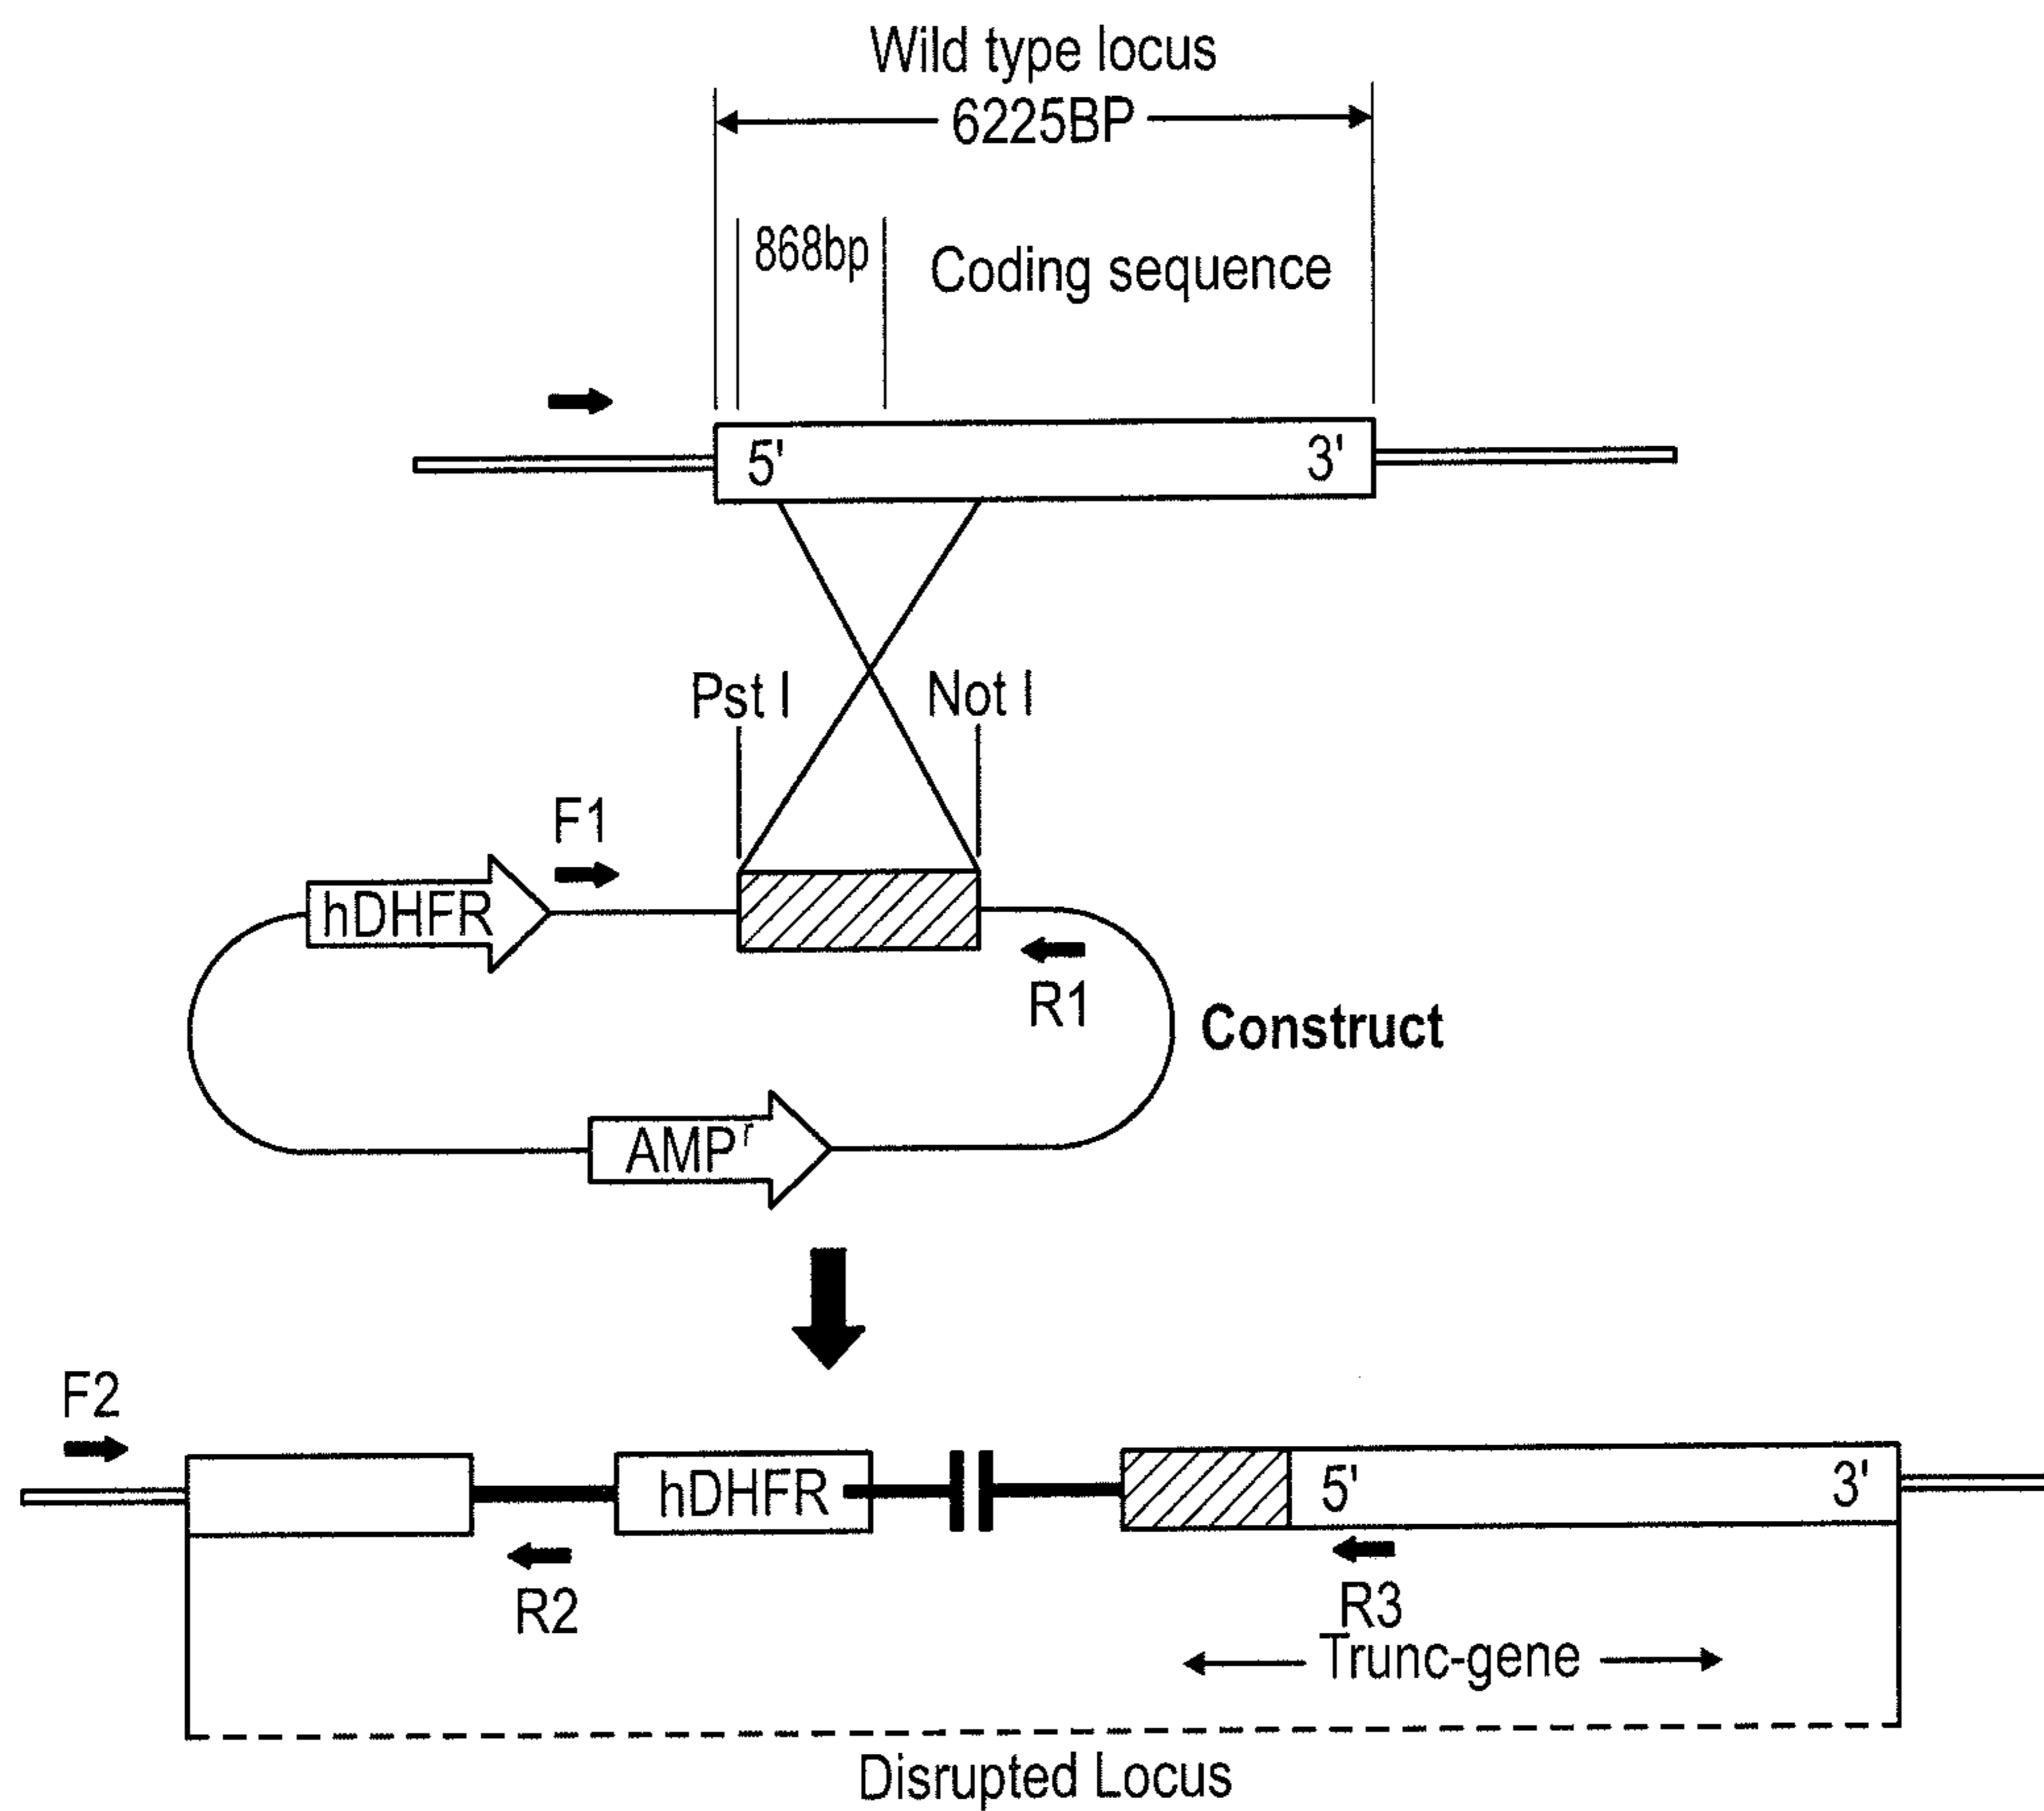 Wild type locus
6225BP
868bp
Coding sequence
5' 3'
Pst I Not I
F1
hDHFR
R1
Construct
AMPʳ
F2
hDHFR 5' 3'
R2 R3
Trunc-gene
Disrupted Locus